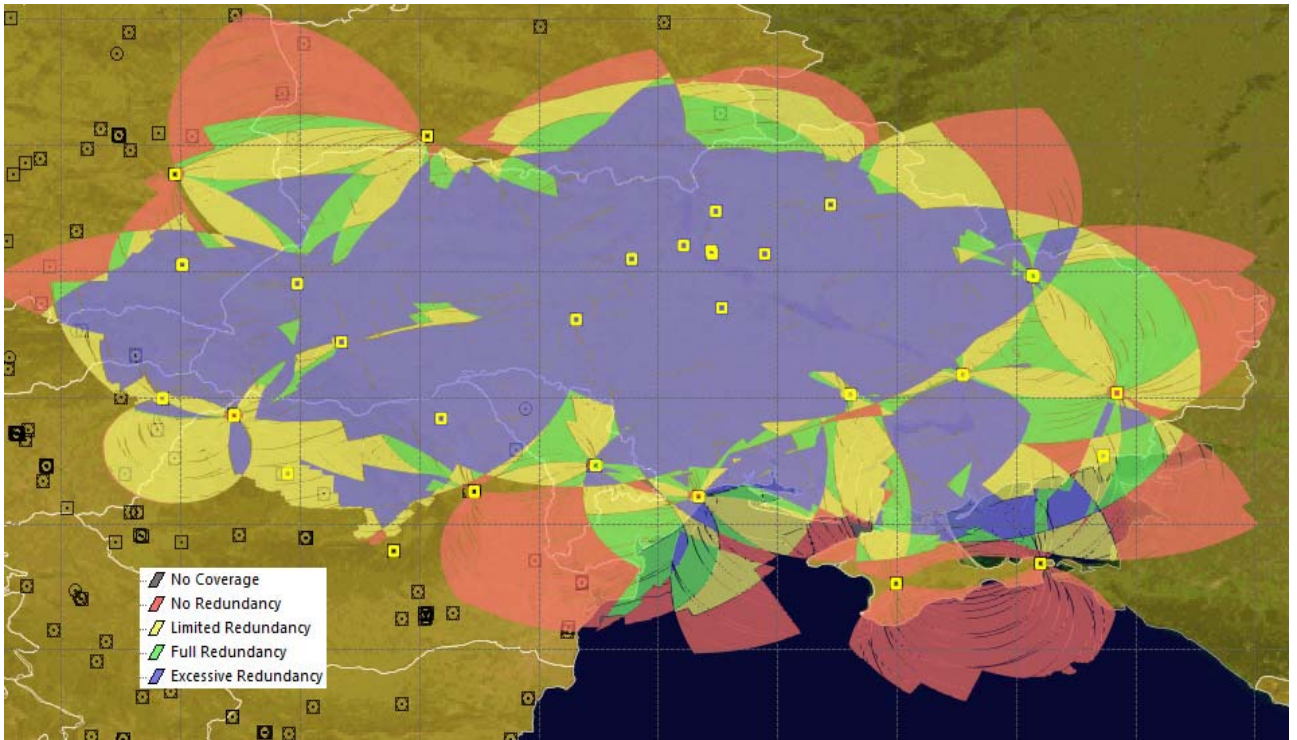 No Coverage
No Redundancy
Limited Redundancy
Full Redundancy
Excessive Redundancy